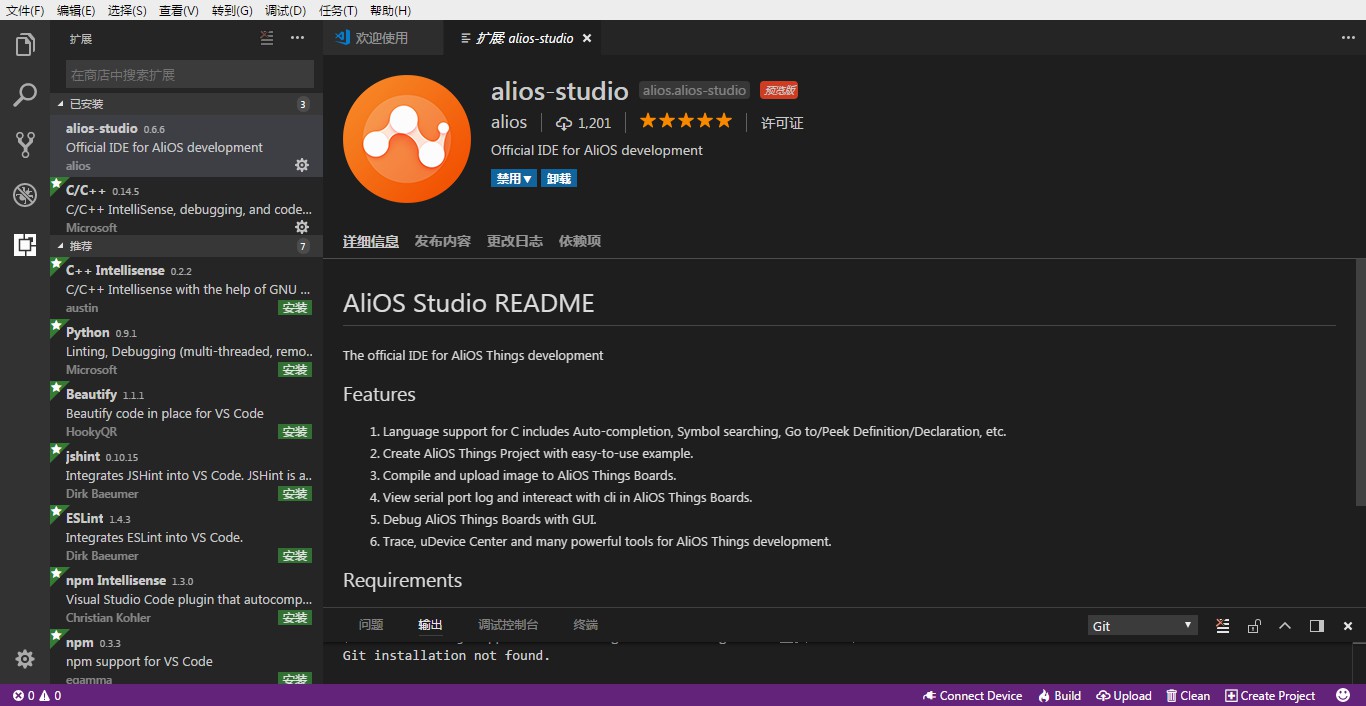 文件(F) 编辑(E) 选择(S) 查看(V) 转到(G) 调试(D) 任务(T) 帮助(H)
扩展
在商店中搜索扩展
已安装 3
alios-studio 0.6.6
Official IDE for AliOS development
alios
C/C++ 0.14.5
C/C++ IntelliSense, debugging, and code...
Microsoft
推荐 7
C++ Intellisense 0.2.2
C/C++ Intellisense with the help of GNU ...
austin 安装
Python 0.9.1
Linting, Debugging (multi-threaded, remo..
Microsoft 安装
Beautify 1.1.1
Beautify code in place for VS Code
HookyQR 安装
jshint 0.10.15
Integrates JSHint into VS Code. JSHint is a..
Dirk Baeumer 安装
ESLint 1.4.3
Integrates ESLint into VS Code.
Dirk Baeumer 安装
npm Intellisense 1.3.0
Visual Studio Code plugin that autocomp...
Christian Kohler 安装
npm 0.3.3
npm support for VS Code
egamma 安装
欢迎使用 扩展: alios-studio
alios-studio alios.alios-studio 预览版
alios 1,201 许可证
Official IDE for AliOS development
禁用▼ 卸载
详细信息 发布内容 更改日志 依赖项
AliOS Studio README
The official IDE for AliOS Things development
Features
1. Language support for C includes Auto-completion, Symbol searching, Go to/Peek Definition/Declaration, etc.
2. Create AliOS Things Project with easy-to-use example.
3. Compile and upload image to AliOS Things Boards.
4. View serial port log and intereact with cli in AliOS Things Boards.
5. Debug AliOS Things Boards with GUI.
6. Trace, uDevice Center and many powerful tools for AliOS Things development.
Requirements
问题 输出 调试控制台 终端 Git
Git installation not found.
0 0 Connect Device Build Upload Clean Create Project